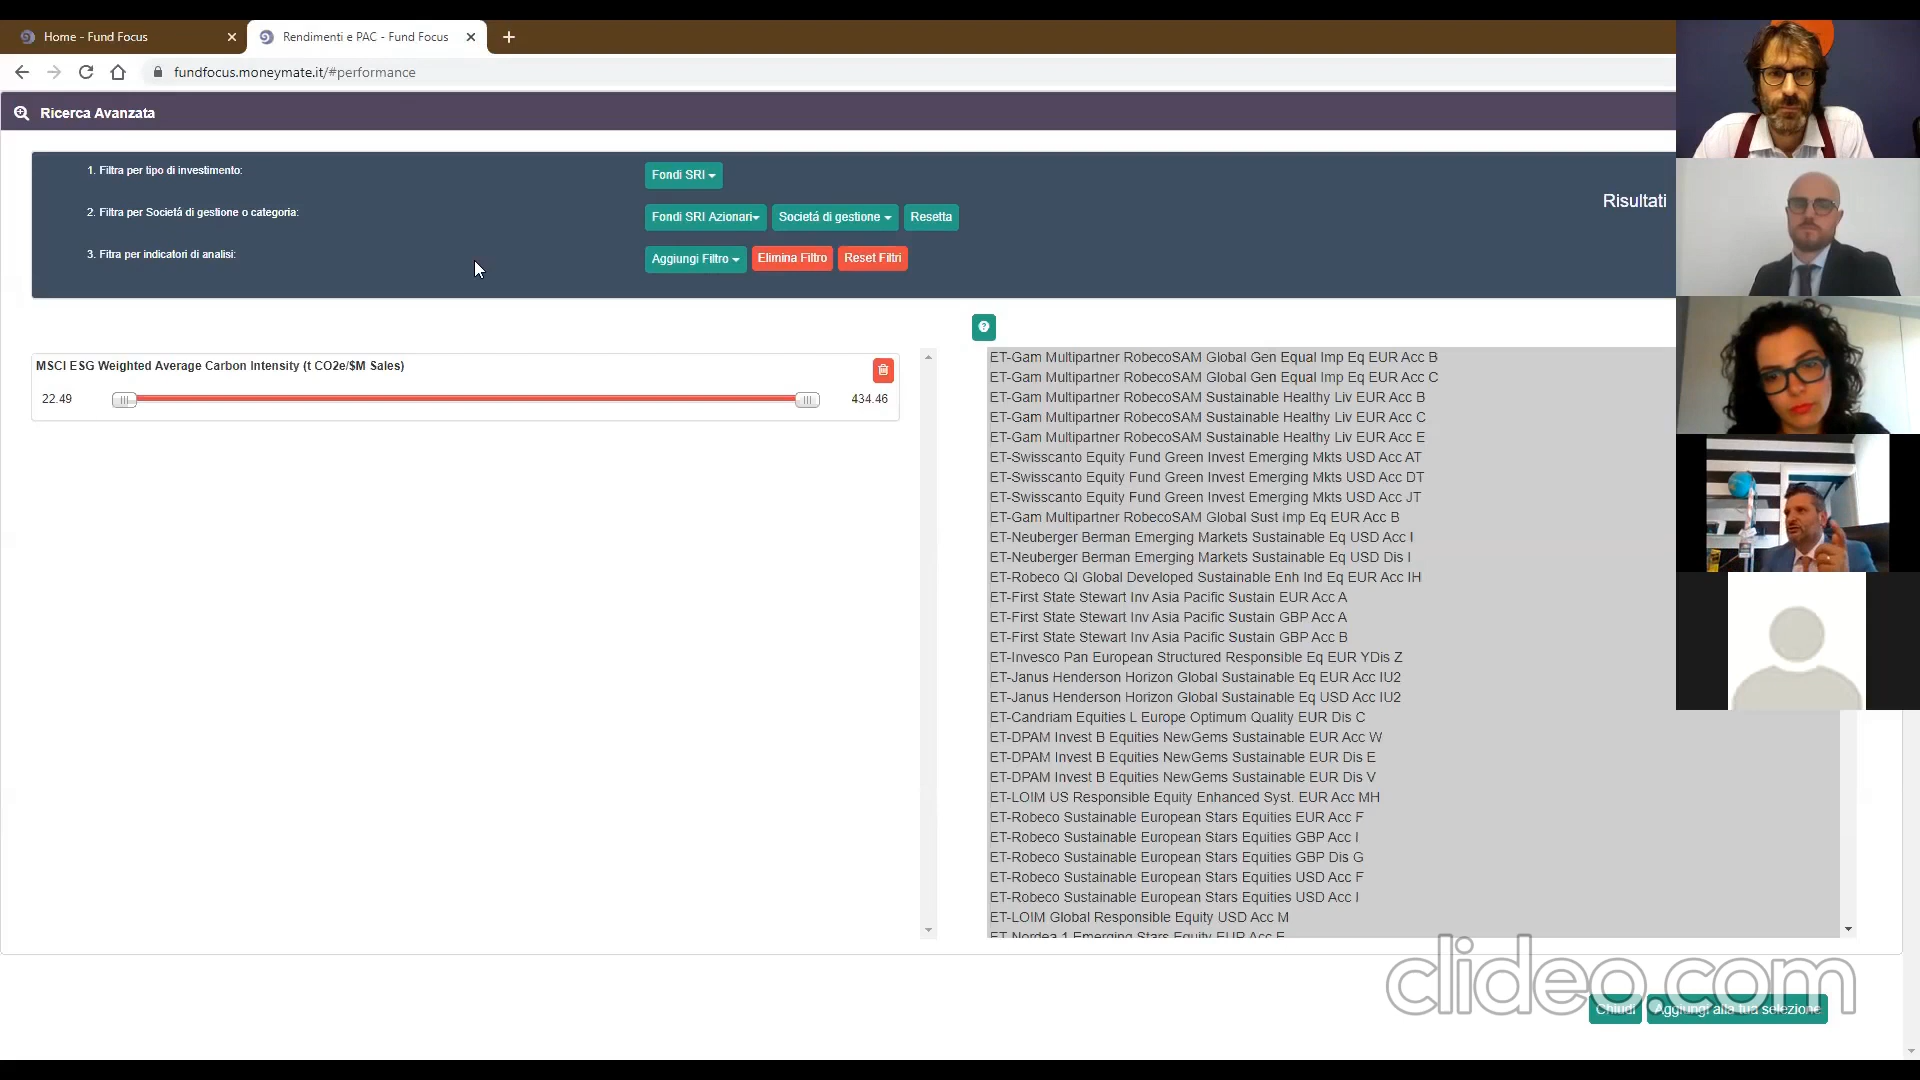 Home - Fund Focus
Rendimenti e PAC - Fund Focus
fundfocus.moneymate.it/#performance
Ricerca Avanzata
1. Filtra per tipo di investimento:
Fondi SRI
Risultati
2. Filtra per Societá di gestione o categoria:
Fondi SRI Azionari
Societá di gestione
Resetta
3. Fitra per indicatori di analisi:
Aggiungi Filtro
Elimina Filtro
Reset Filtri
MSCI ESG Weighted Average Carbon Intensity (t CO2e/$M Sales)
22.49
434.46
ET-Gam Multipartner RobecoSAM Global Gen Equal Imp Eq EUR Acc B
ET-Gam Multipartner RobecoSAM Global Gen Equal Imp Eq EUR Acc C
ET-Gam Multipartner RobecoSAM Sustainable Healthy Liv EUR Acc B
ET-Gam Multipartner RobecoSAM Sustainable Healthy Liv EUR Acc C
ET-Gam Multipartner RobecoSAM Sustainable Healthy Liv EUR Acc E
ET-Swisscanto Equity Fund Green Invest Emerging Mkts USD Acc AT
ET-Swisscanto Equity Fund Green Invest Emerging Mkts USD Acc DT
ET-Swisscanto Equity Fund Green Invest Emerging Mkts USD Acc JT
ET-Gam Multipartner RobecoSAM Global Sust Imp Eq EUR Acc B
ET-Neuberger Berman Emerging Markets Sustainable Eq USD Acc I
ET-Neuberger Berman Emerging Markets Sustainable Eq USD Dis I
ET-Robeco QI Global Developed Sustainable Enh Ind Eq EUR Acc IH
ET-First State Stewart Inv Asia Pacific Sustain EUR Acc A
ET-First State Stewart Inv Asia Pacific Sustain GBP Acc A
ET-First State Stewart Inv Asia Pacific Sustain GBP Acc B
ET-Invesco Pan European Structured Responsible Eq EUR YDis Z
ET-Janus Henderson Horizon Global Sustainable Eq EUR Acc IU2
ET-Janus Henderson Horizon Global Sustainable Eq USD Acc IU2
ET-Candriam Equities L Europe Optimum Quality EUR Dis C
ET-DPAM Invest B Equities NewGems Sustainable EUR Acc W
ET-DPAM Invest B Equities NewGems Sustainable EUR Dis E
ET-DPAM Invest B Equities NewGems Sustainable EUR Dis V
ET-LOIM US Responsible Equity Enhanced Syst. EUR Acc MH
ET-Robeco Sustainable European Stars Equities EUR Acc F
ET-Robeco Sustainable European Stars Equities GBP Acc I
ET-Robeco Sustainable European Stars Equities GBP Dis G
ET-Robeco Sustainable European Stars Equities USD Acc F
ET-Robeco Sustainable European Stars Equities USD Acc I
ET-LOIM Global Responsible Equity USD Acc M
ET-Nordea 1 Emerging Stars Equity EUR Acc E
clideo.com
Chiudi
Aggiungi alla tua selezione